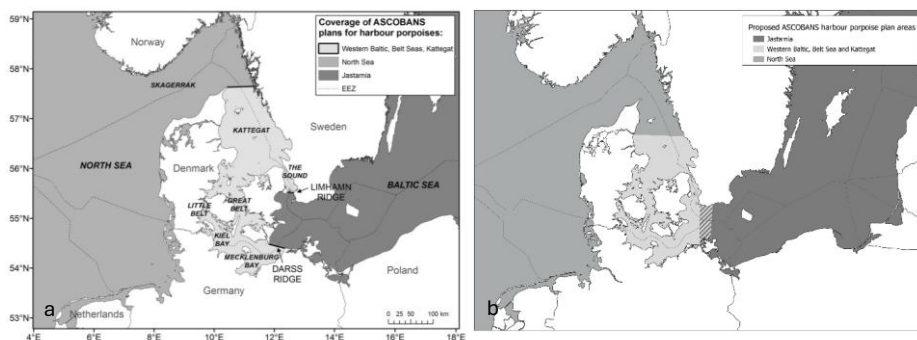 Norway
Coverage of ASCOBANS
plans for harbour porpoises:
Western Baltic, Belt Seas, Kattegat
North Sea
Jastarnia
EEZ
59°N
58°N
57°N
56°N
55°N
54°N
53°N
SKAGERRAK
KATTEGAT
Sweden
NORTH SEA
Denmark
THE
SOUND
LIMHAMN
RIDGE
BALTIC SEA
LITTLE
BELT
GREAT
BELT
KIEL
BAY
MECKLENBURG
BAY
DARSS
RIDGE
Poland
Germany
Netherlands
0 25 50 100 km
a
4°E 6°E 8°E 10°E 12°E 14°E 16°E 18°E
b
Proposed ASCOBANS harbour porpoise plan areas
Jastarnia
Western Baltic, Belt Sea and Kattegat
North Sea